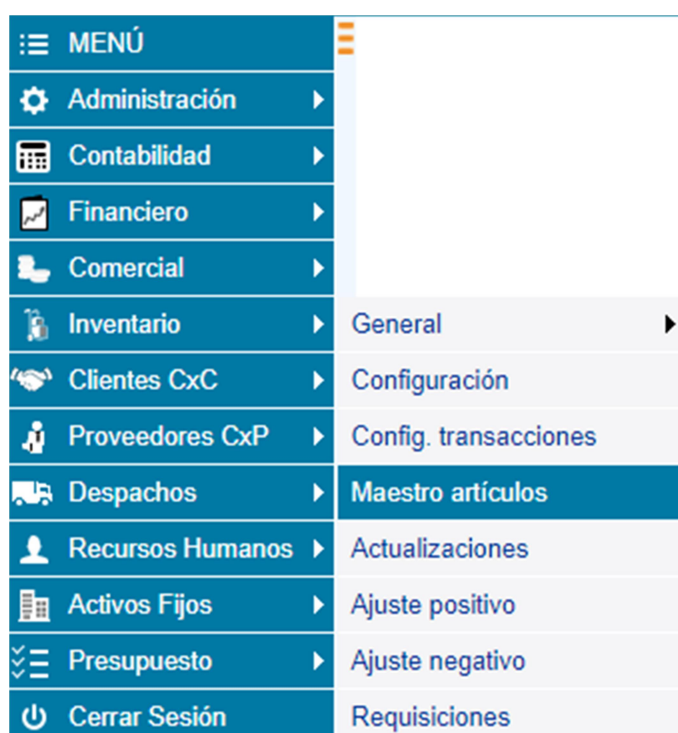 MENÚ
Administración
Contabilidad
Financiero
Comercial
Inventario
Clientes CxC
Proveedores CxP
Despachos
Recursos Humanos
Activos Fijos
Presupuesto
Cerrar Sesión
General
Configuración
Config. transacciones
Maestro artículos
Actualizaciones
Ajuste positivo
Ajuste negativo
Requisiciones